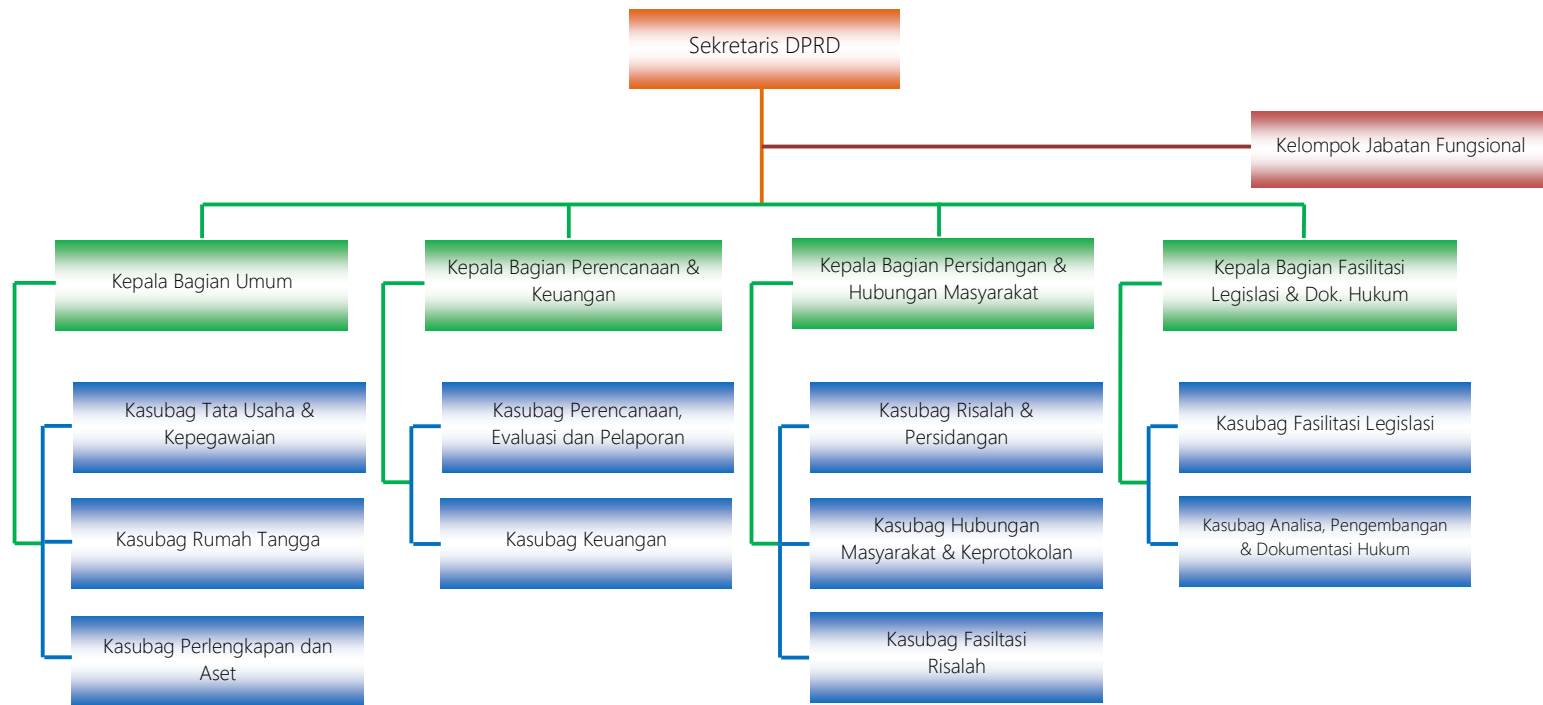 Sekretaris DPRD
Kelompok Jabatan Fungsional
Kepala Bagian Umum
Kepala Bagian Perencanaan &
Keuangan
Kepala Bagian Persidangan &
Hubungan Masyarakat
Kepala Bagian Fasilitasi
Legislasi & Dok. Hukum
Kasubag Tata Usaha &
Kepegawaian
Kasubag Perencanaan,
Evaluasi dan Pelaporan
Kasubag Risalah &
Persidangan
Kasubag Fasilitasi Legislasi
Kasubag Rumah Tangga
Kasubag Keuangan
Kasubag Hubungan
Masyarakat & Keprotokolan
Kasubag Analisa, Pengembangan
& Dokumentasi Hukum
Kasubag Perlengkapan dan
Aset
Kasubag Fasiltasi
Risalah